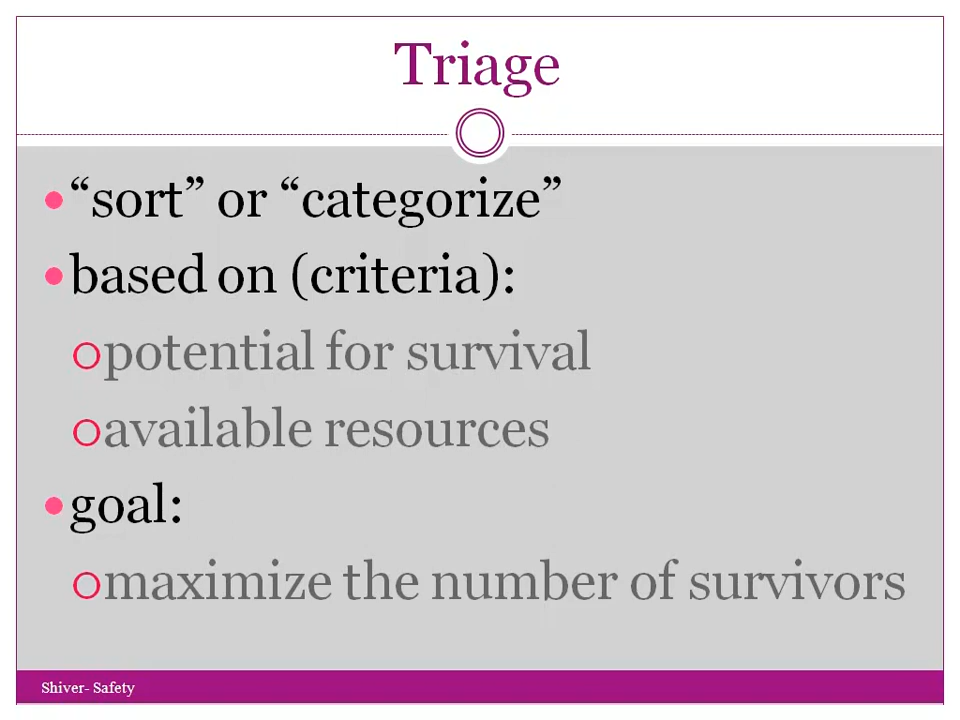 Triage
“sort” or “categorize”
based on (criteria):
potential for survival
available resources
goal:
maximize the number of survivors
Shiver- Safety